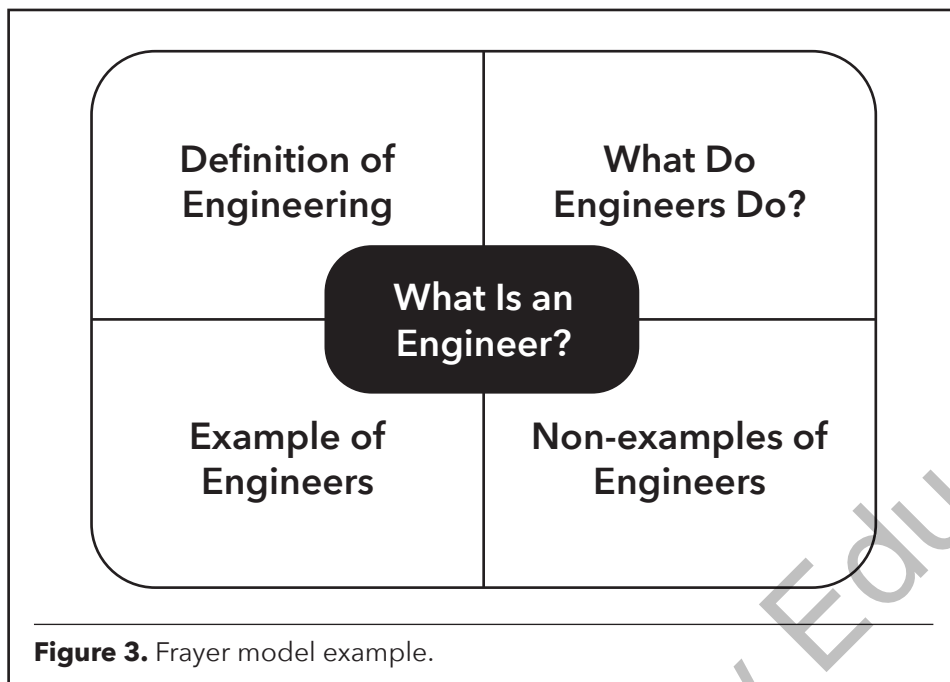 Definition of
Engineering
What Do
Engineers Do?
What Is an
Engineer?
Example of
Engineers
Non-examples of
Engineers
Figure 3. Frayer model example.